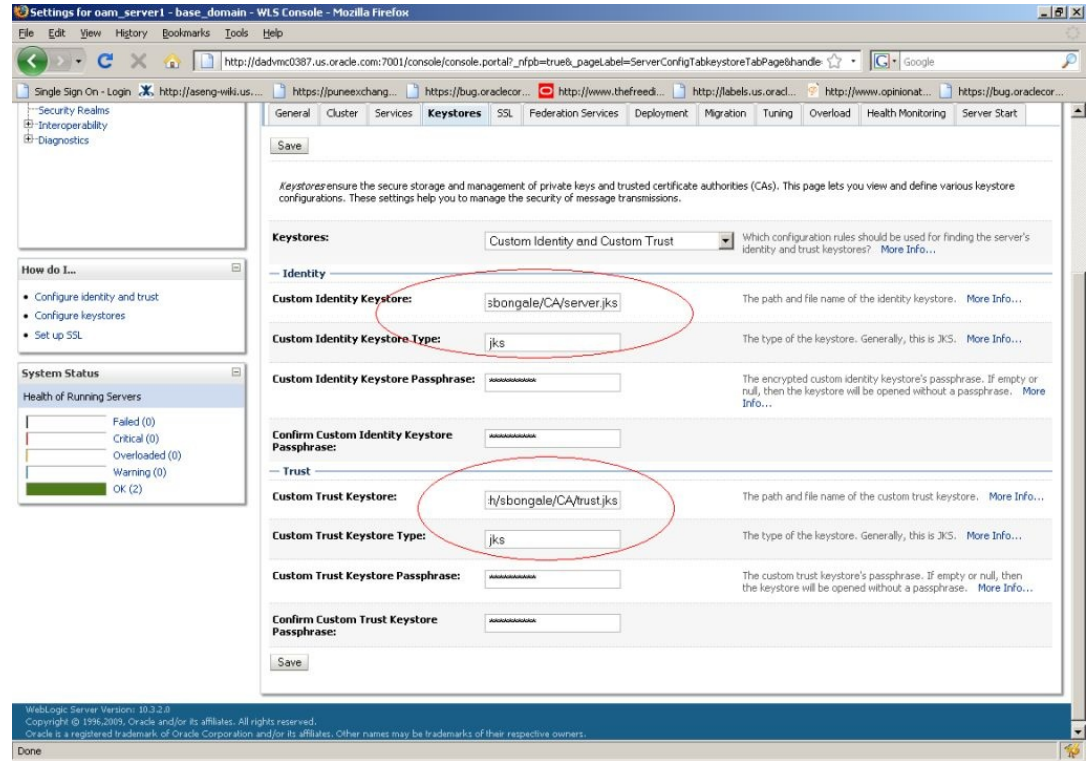 Settings for oam_server1 - base_domain - WLS Console - Mozilla Firefox
File Edit View History Bookmarks Tools Help
http://dadvmc0387.us.oracle.com:7001/console/console.portal?_nfpb=true&_pageLabel=ServerConfigTabkeystoreTabPage&handle
Google
Single Sign On - Login http://aseng-wiki.us.... https://puneexchang... https://bug.oraclecor... http://www.thefreedi... http://labels.us.oracl... http://www.opinionat... https://bug.oraclecor...
Security Realms
Interoperability
Diagnostics
How do I...
Configure identity and trust
Configure keystores
Set up SSL
System Status
Health of Running Servers
Failed (0)
Critical (0)
Overloaded (0)
Warning (0)
OK (2)
General Cluster Services Keystores SSL Federation Services Deployment Migration Tuning Overload Health Monitoring Server Start
Save
Keystores ensure the secure storage and management of private keys and trusted certificate authorities (CAs). This page lets you view and define various keystore
configurations. These settings help you to manage the security of message transmissions.
Keystores: Custom Identity and Custom Trust Which configuration rules should be used for finding the server's
identity and trust keystores? More Info...
Identity
Custom Identity Keystore: sbongale/CA/server.jks The path and file name of the identity keystore. More Info...
Custom Identity Keystore Type: jks The type of the keystore. Generally, this is JKS. More Info...
Custom Identity Keystore Passphrase: ********** The encrypted custom identity keystore's passphrase. If empty or
null, then the keystore will be opened without a passphrase. More
Info...
Confirm Custom Identity Keystore **********
Passphrase:
Trust
Custom Trust Keystore: h/sbongale/CA/trust.jks The path and file name of the custom trust keystore. More Info...
Custom Trust Keystore Type: jks The type of the keystore. Generally, this is JKS. More Info...
Custom Trust Keystore Passphrase: ********** The custom trust keystore's passphrase. If empty or null, then
the keystore will be opened without a passphrase. More Info...
Confirm Custom Trust Keystore **********
Passphrase:
Save
WebLogic Server Version: 10.3.2.0
Copyright © 1996,2009, Oracle and/or its affiliates. All rights reserved.
Oracle is a registered trademark of Oracle Corporation and/or its affiliates. Other names may be trademarks of their respective owners.
Done